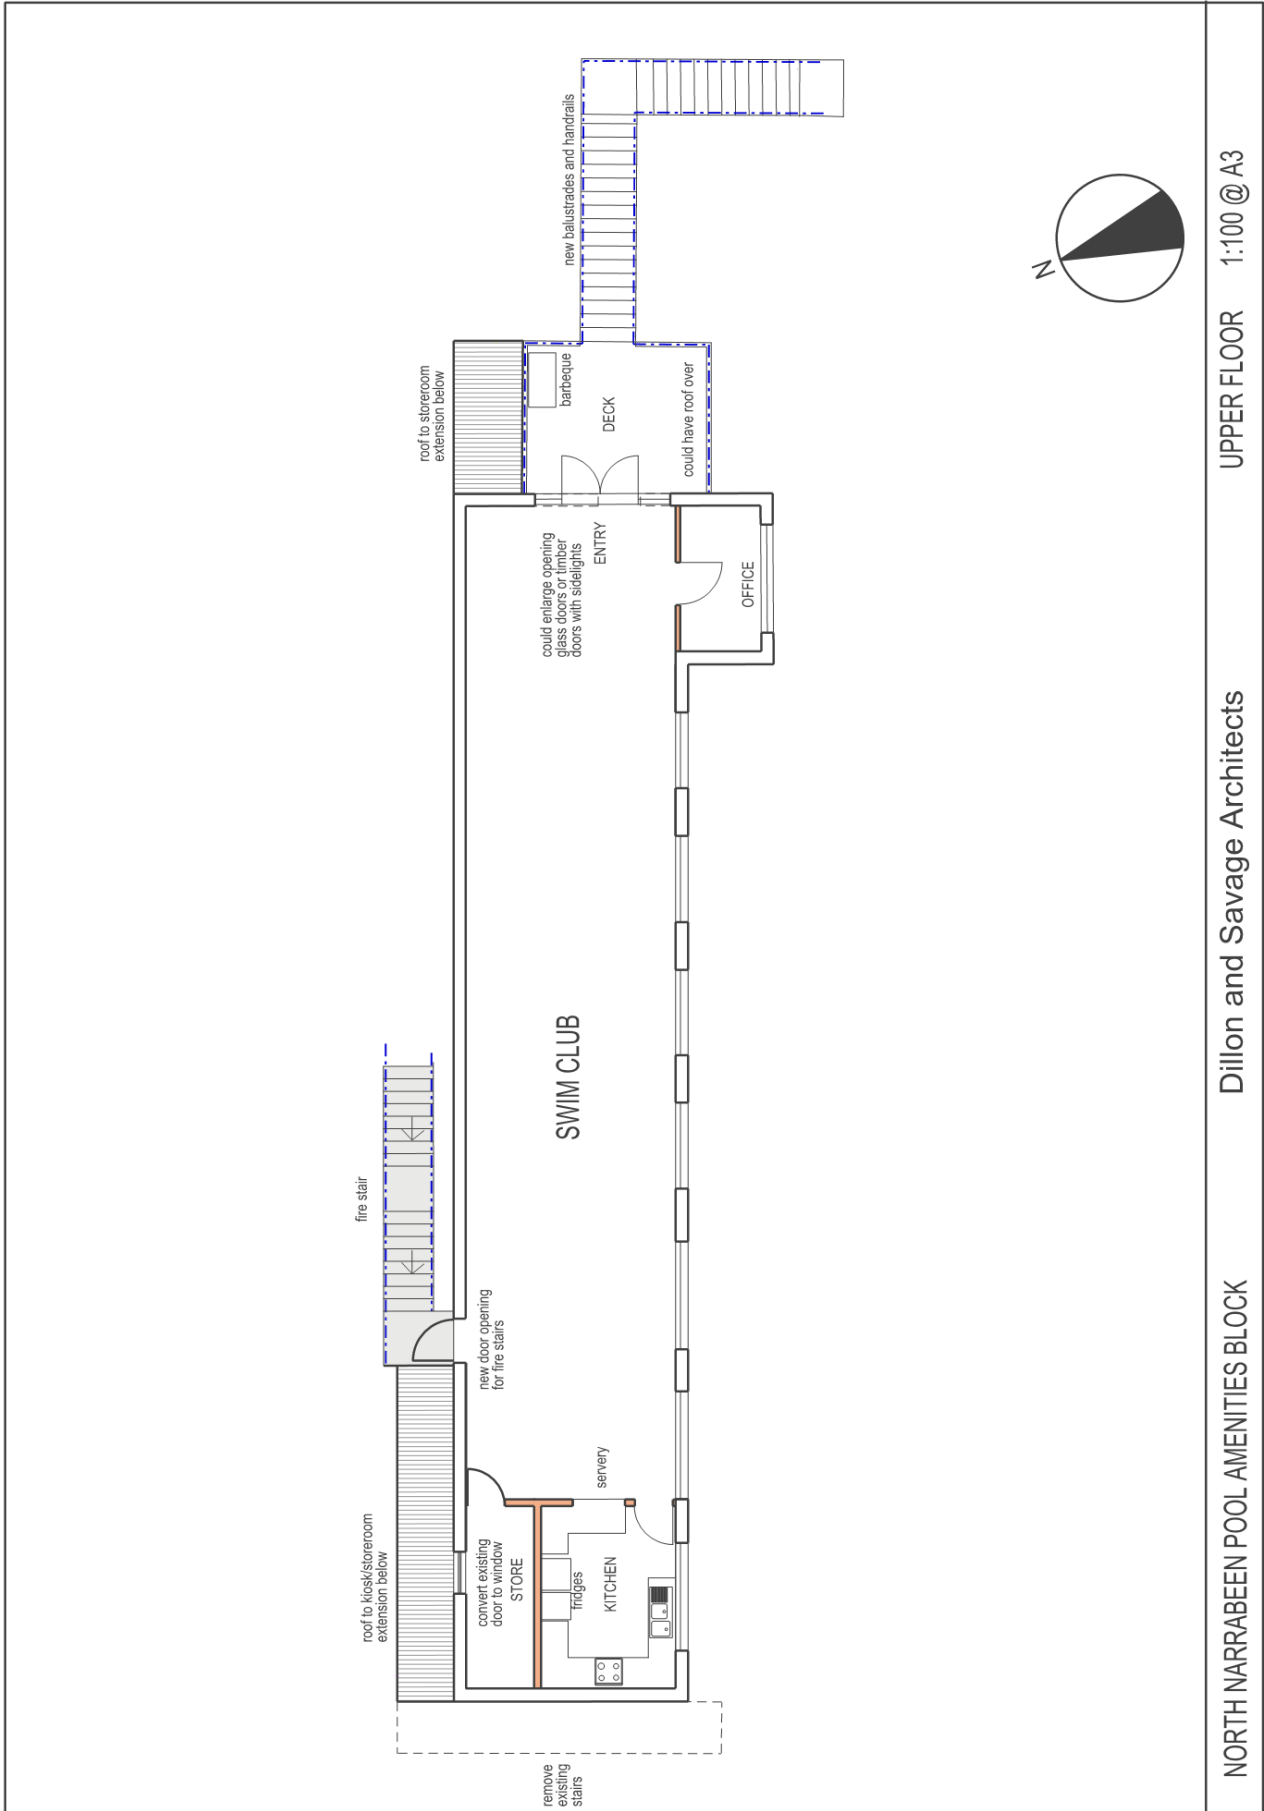 remove
existing
stairs
roof to kiosk/storeroom
extension below
convert existing
door to window
STORE
fridges
KITCHEN
servery
new door opening
for fire stairs
fire stair
SWIM CLUB
could enlarge opening
glass doors or timber
doors with sidelights
ENTRY
OFFICE
roof to storeroom
extension below
barbeque
DECK
could have roof over
new balustrades and handrails
N
NORTH NARRABEEN POOL AMENITIES BLOCK
Dillon and Savage Architects
UPPER FLOOR
1:100 @ A3